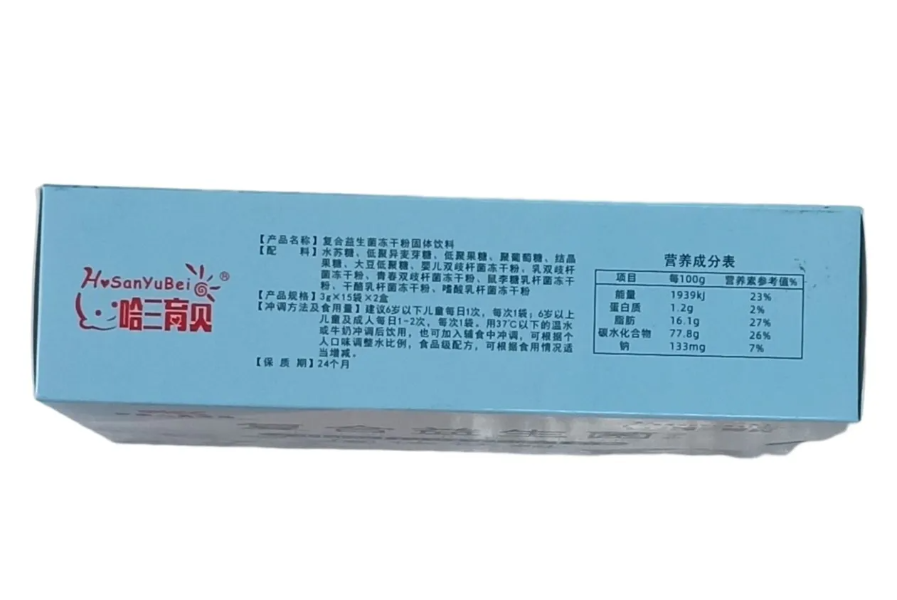 HSanYuBei®
哈三育贝
【产品名称】复合益生菌冻干粉固体饮料
【配 料】水苏糖、低聚异麦芽糖、低聚果糖、聚葡萄糖、结晶
果糖、大豆低聚糖、婴儿双歧杆菌冻干粉、乳双歧杆
菌冻干粉、青春双歧杆菌冻干粉、鼠李糖乳杆菌冻干
粉、干酪乳杆菌冻干粉、嗜酸乳杆菌冻干粉
【产品规格】3g×15袋×2盒
【冲调方法及食用量】建议6岁以下儿童每日1次，每次1袋；6岁以上
儿童及成人每日1-2次，每次1袋。用37℃以下的温水
或牛奶冲调后饮用，也可加入辅食中冲调，可根据个
人口味调整水比例，食品级配方，可根据食用情况适
当增减。
【保 质 期】24个月
营养成分表
项目 每100g 营养素参考值%
能量 1939kj 23%
蛋白质 1.2g 2%
脂肪 16.1g 27%
碳水化合物 77.8g 26%
钠 133mg 7%